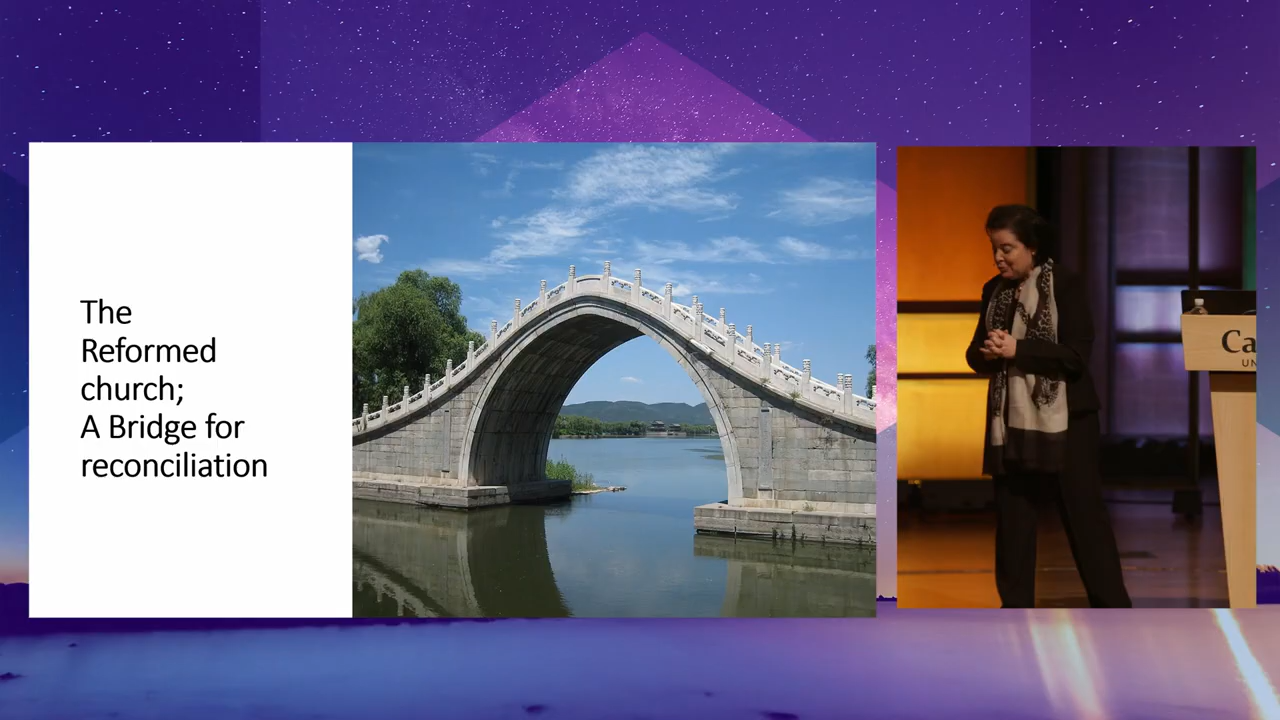 The
Reformed
church;
A Bridge for
reconciliation